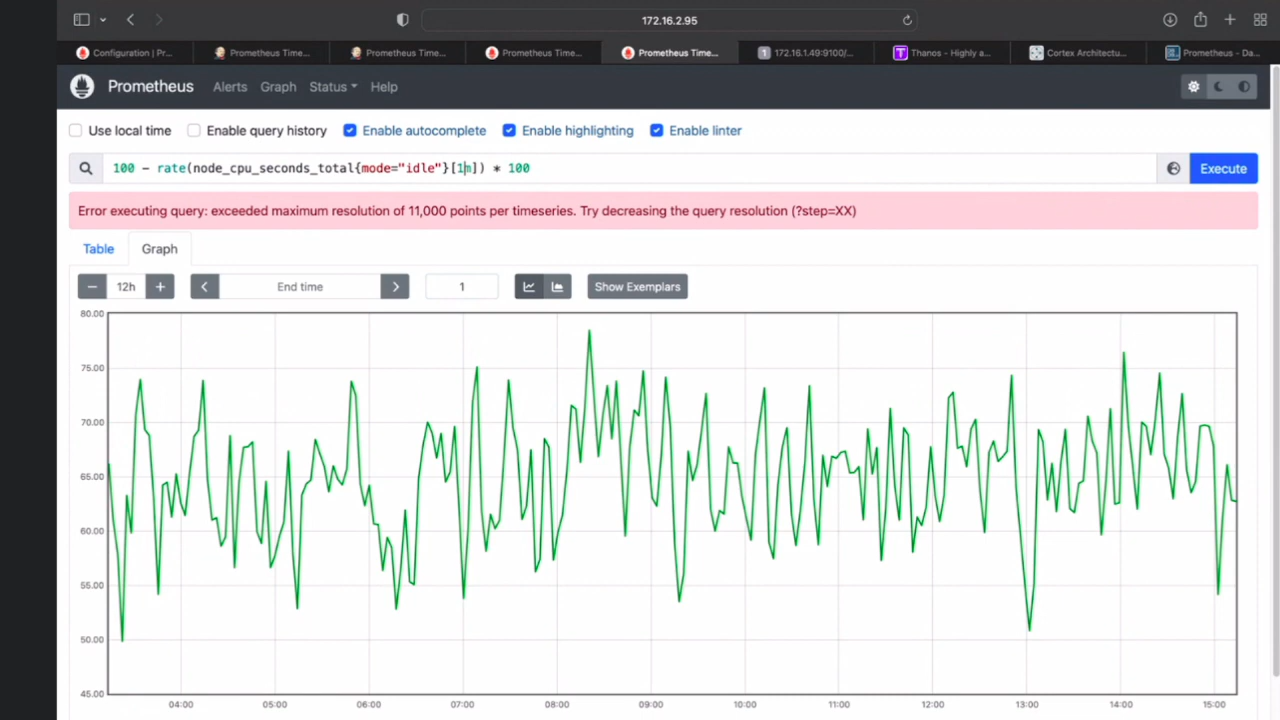 172.16.2.95
Configuration | Pr...
Prometheus Time...
Prometheus Time...
Prometheus Time...
Prometheus Time...
1
172.16.1.49:9100/...
T
Thanos - Highly a...
Cortex Architectu...
Prometheus - Da...
Prometheus Alerts Graph Status Help
Use local time Enable query history Enable autocomplete Enable highlighting Enable linter
100 - rate(node_cpu_seconds_total{mode="idle"}[1m]) * 100
Execute
Error executing query: exceeded maximum resolution of 11,000 points per timeseries. Try decreasing the query resolution (?step=XX)
Table Graph
− 12h + < End time > 1 Show Exemplars
80.00
75.00
70.00
65.00
60.00
55.00
50.00
45.00
04:00 05:00 06:00 07:00 08:00 09:00 10:00 11:00 12:00 13:00 14:00 15:00